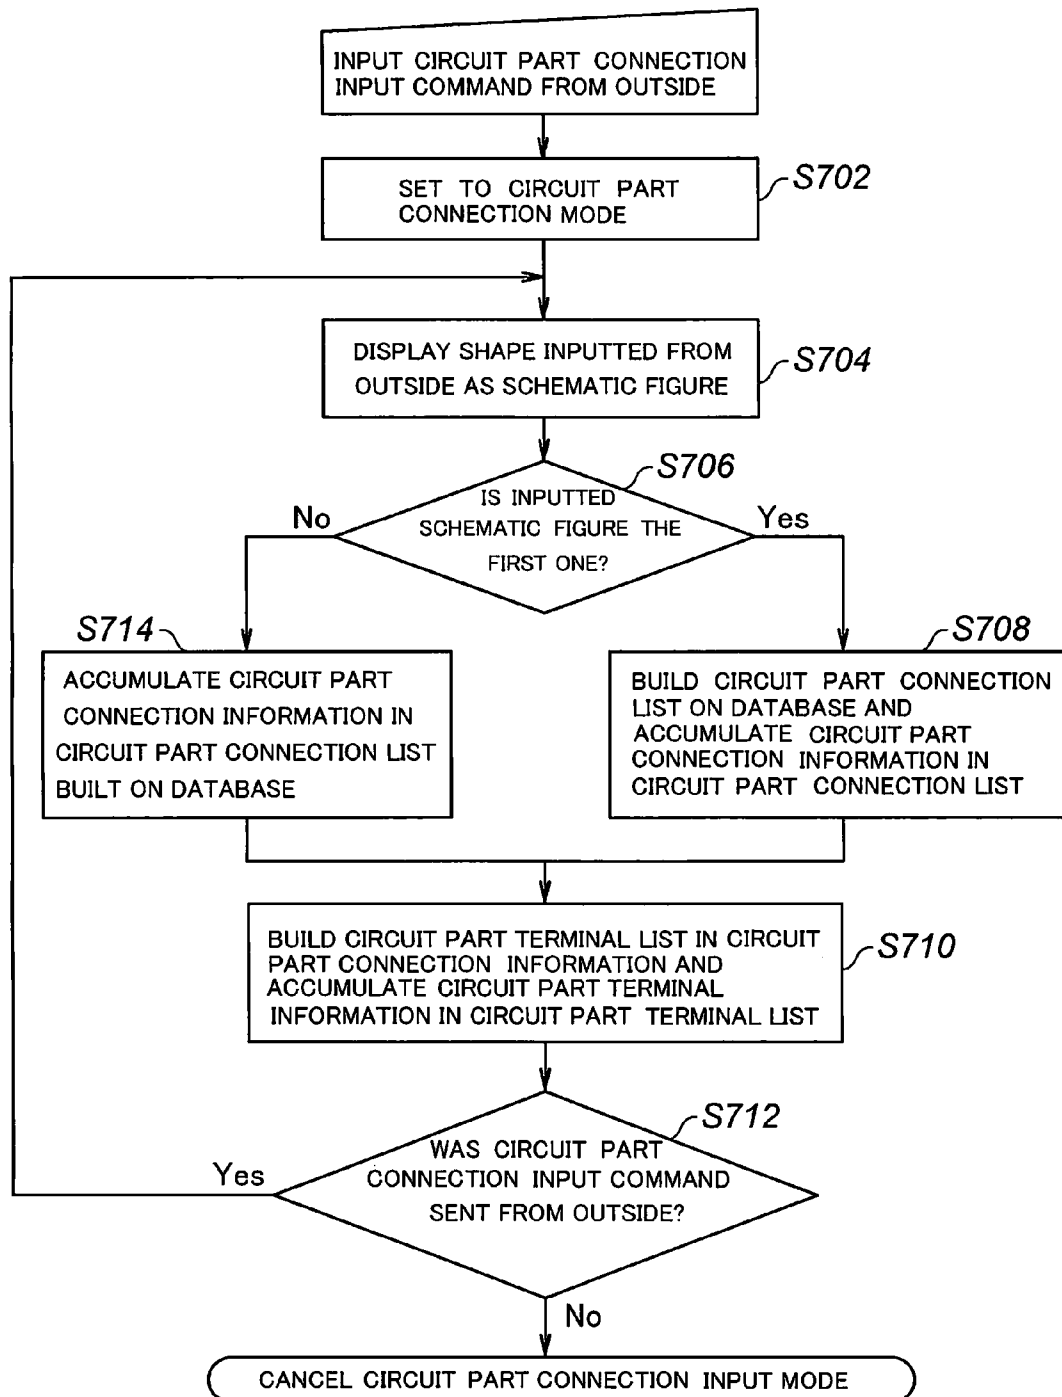 INPUT CIRCUIT PART CONNECTION
INPUT COMMAND FROM OUTSIDE
SET TO CIRCUIT PART
CONNECTION MODE
S702
DISPLAY SHAPE INPUTTED FROM
OUTSIDE AS SCHEMATIC FIGURE
S704
S706
IS INPUTTED
SCHEMATIC FIGURE THE
FIRST ONE?
No
Yes
S714
ACCUMULATE CIRCUIT PART
CONNECTION INFORMATION IN
CIRCUIT PART CONNECTION LIST
BUILT ON DATABASE
S708
BUILD CIRCUIT PART CONNECTION
LIST ON DATABASE AND
ACCUMULATE CIRCUIT PART
CONNECTION INFORMATION IN
CIRCUIT PART CONNECTION LIST
BUILD CIRCUIT PART TERMINAL LIST IN CIRCUIT
PART CONNECTION INFORMATION AND
ACCUMULATE CIRCUIT PART TERMINAL
INFORMATION IN CIRCUIT PART TERMINAL LIST
S710
S712
WAS CIRCUIT PART
CONNECTION INPUT COMMAND
SENT FROM OUTSIDE?
Yes
No
CANCEL CIRCUIT PART CONNECTION INPUT MODE